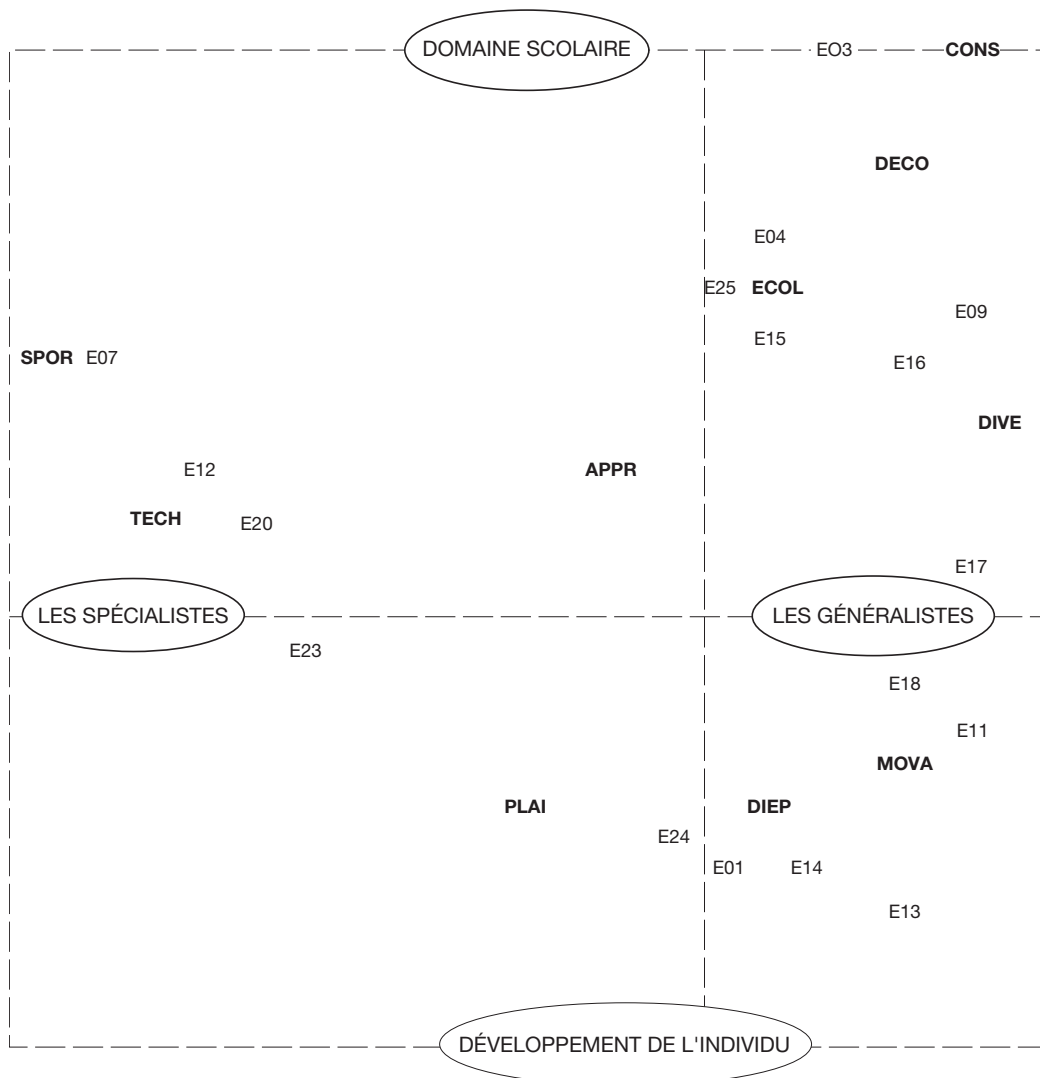 DOMAINE SCOLAIRE EO3 CONS
DECO
E04
E25 ECOL
E09
E15
SPOR E07
E16
DIVE
E12 APPR
TECH E20
E17
LES SPÉCIALISTES LES GÉNÉRALISTES
E23
E18
E11
MOVA
PLAI DIEP
E24
E01 E14
E13
DÉVELOPPEMENT DE L'INDIVIDU